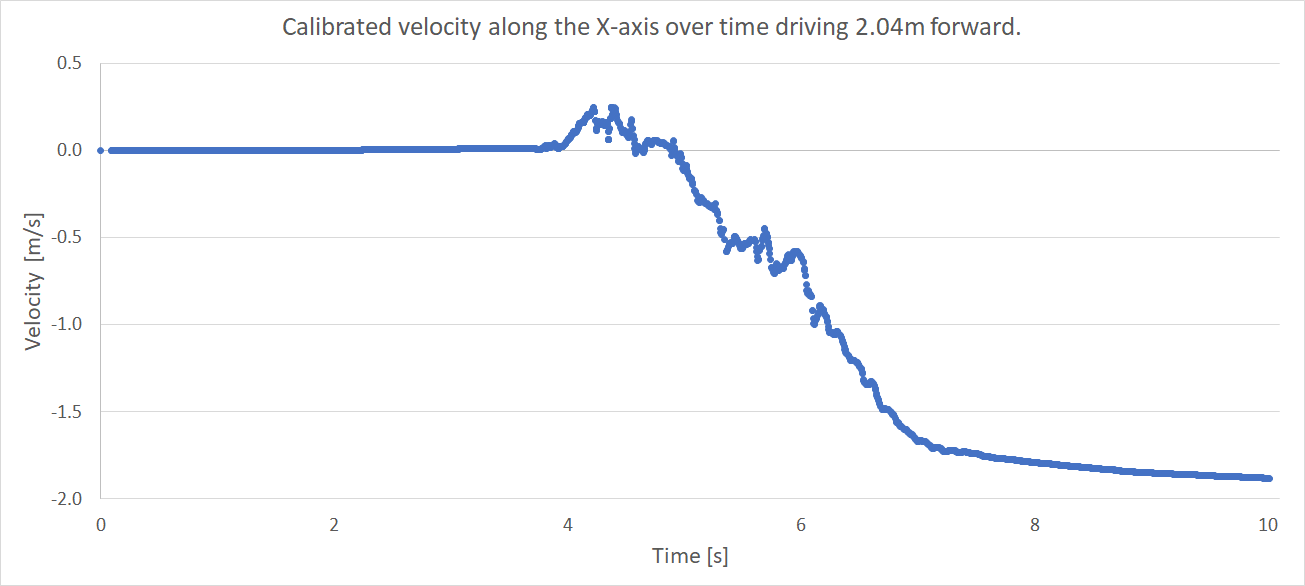 Calibrated velocity along the X-axis over time driving 2.04m forward.
0.5
0.0
-0.5
-1.0
-1.5
-2.0
Velocity [m/s]
0 2 4 6 8 10
Time [s]